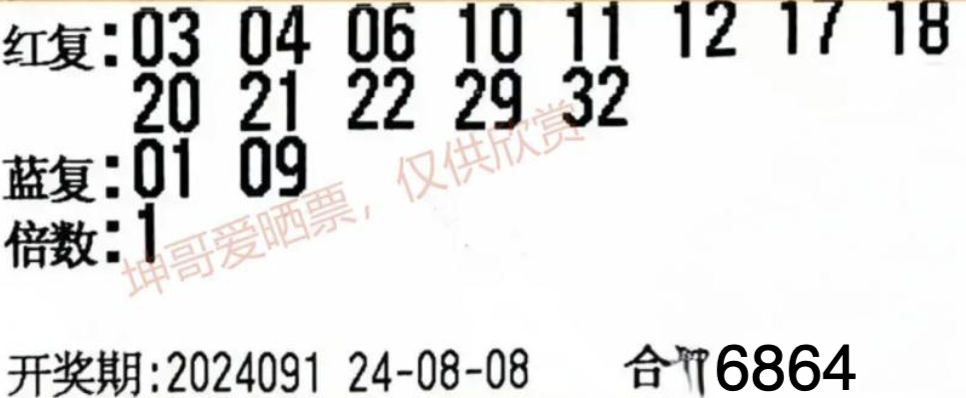 红复:03 04 06 10 11 12 17 18
20 21 22 29 32
蓝复:01 09
倍数:1
坤哥爱晒票，仅供欣赏
开奖期:2024091 24-08-08 合 6864